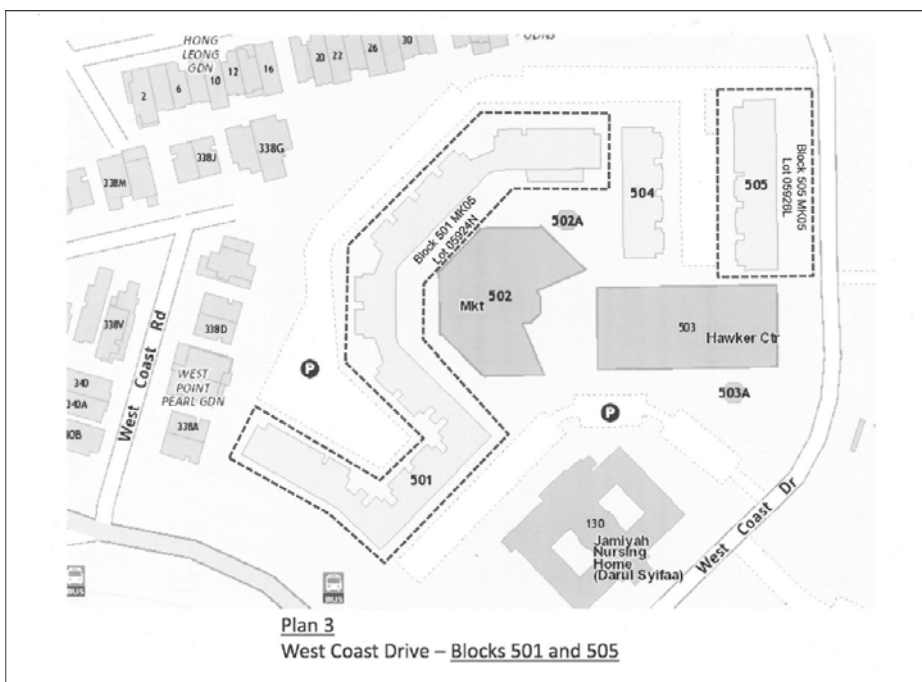 HONG
LEONG
GDN
2
6
10
12
16
20
22
26
30
GDNS
338M
338J
338G
Block 501 MK05
Lot 05924N
504
505
Block 505 MK05
Lot 05926L
502A
502
Mkt
503
Hawker Ctr
503A
338V
West Coast Rd
338D
WEST
POINT
PEARL GDN
340
340A
338A
P
P
501
130
Jamiyah
Nursing
Home
(Darul Syifaa)
West Coast Dr
BUS
BUS
Plan 3
West Coast Drive – Blocks 501 and 505